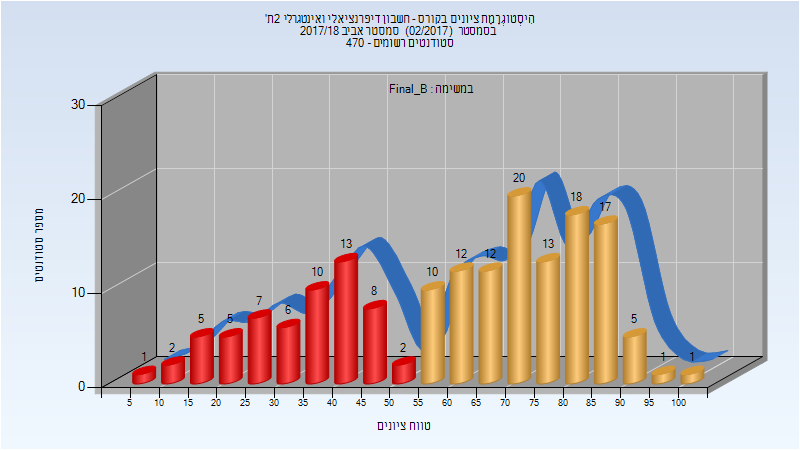 היסטוגרמת ציונים בקורס - חשבון דיפרנציאלי ואינטגרלי 2ת'
בסמסטר (02/2017) סמסטר אביב 2017/18
סטודנטים רשומים - 470
במשימה : Final_B
מספר סטודנטים
30
20
10
0
1 2 5 5 7 6 10 13 8 2 10 12 12 20 13 18 17 5 1 1
5 10 15 20 25 30 35 40 45 50 55 60 65 70 75 80 85 90 95 100
טווח ציונים